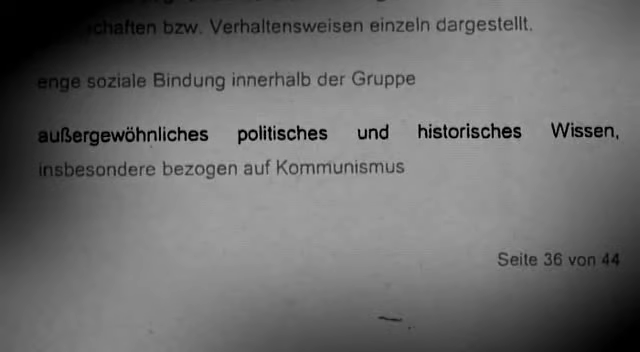 schaften bzw. Verhaltensweisen einzeln dargestellt.
enge soziale Bindung innerhalb der Gruppe
außergewöhnliches politisches und historisches Wissen,
insbesondere bezogen auf Kommunismus
Seite 36 von 44